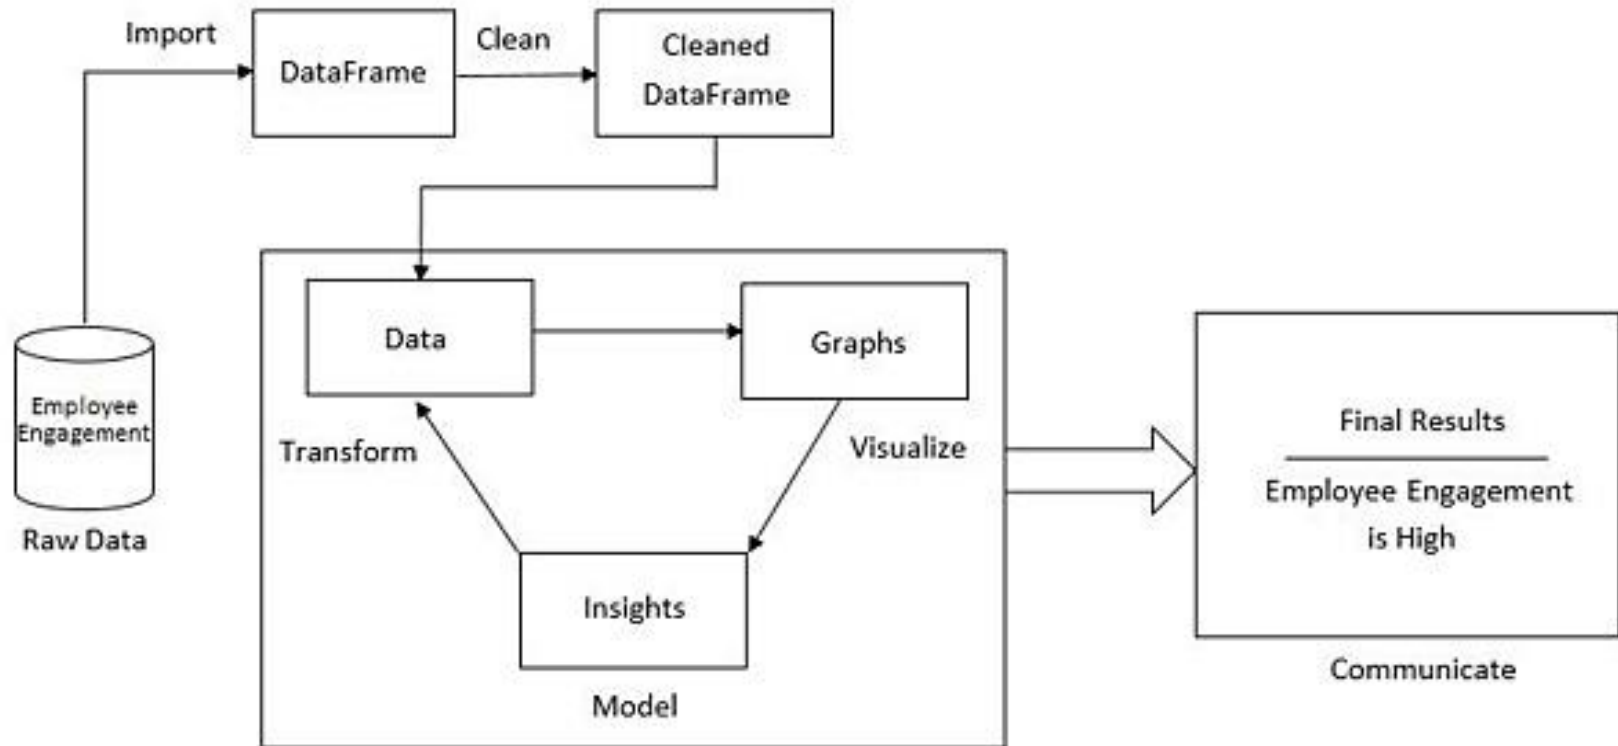 Import
DataFrame
Clean
Cleaned
DataFrame
Employee
Engagement
Raw Data
Data
Graphs
Transform
Visualize
Insights
Model
Final Results
Employee Engagement
is High
Communicate